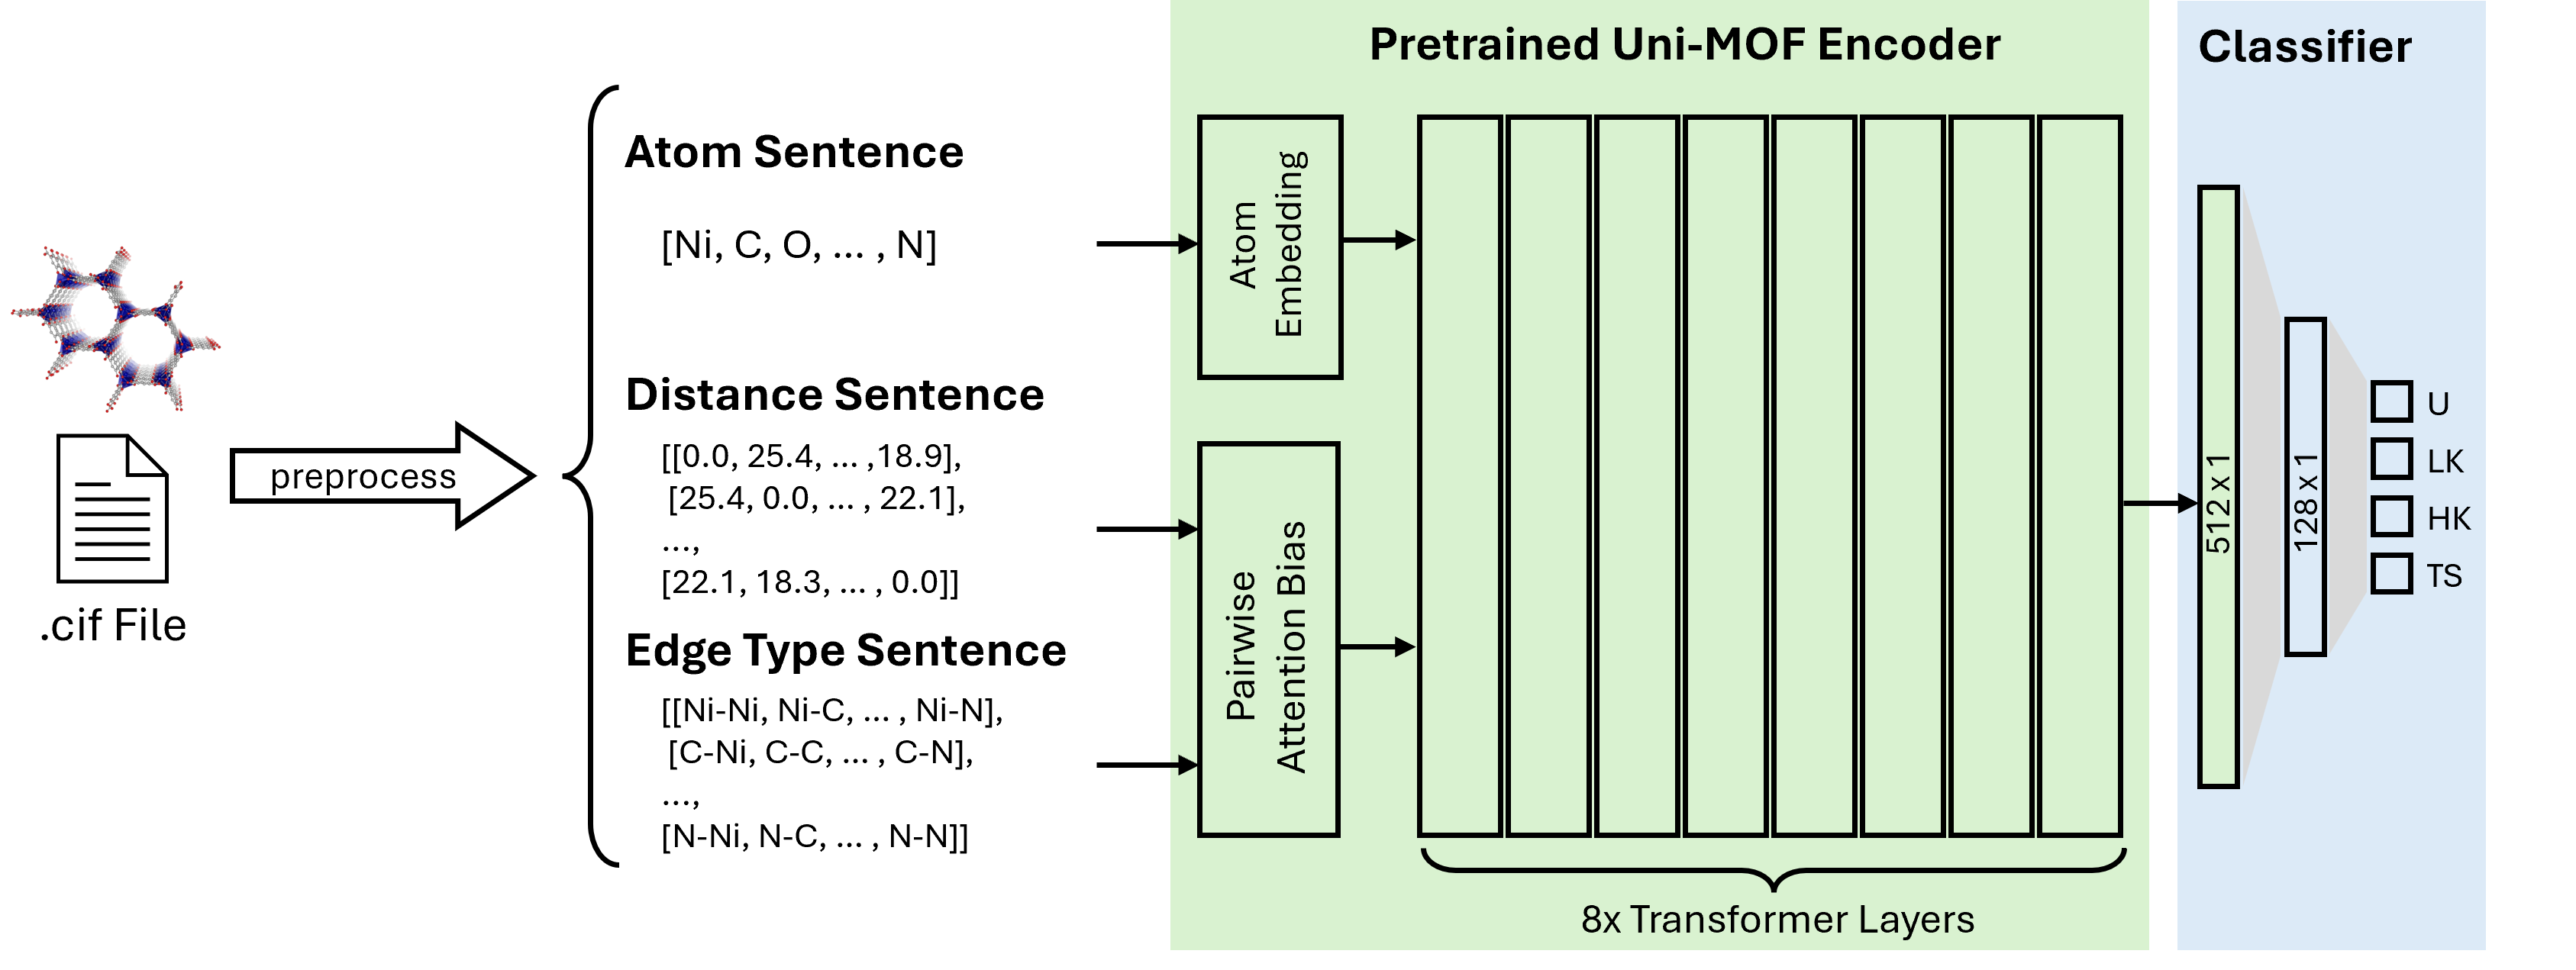 .cif File
preprocess
Atom Sentence
[Ni, C, O, ... , N]
Distance Sentence
[[0.0, 25.4, ... ,18.9],
[25.4, 0.0, ... , 22.1],
...,
[22.1, 18.3, ... , 0.0]]
Edge Type Sentence
[[Ni-Ni, Ni-C, ... , Ni-N],
[C-Ni, C-C, ... , C-N],
...,
[N-Ni, N-C, ... , N-N]]
Pretrained Uni-MOF Encoder
Atom
Embedding
Pairwise
Attention Bias
8x Transformer Layers
Classifier
512 x 1
128 x 1
U
LK
HK
TS